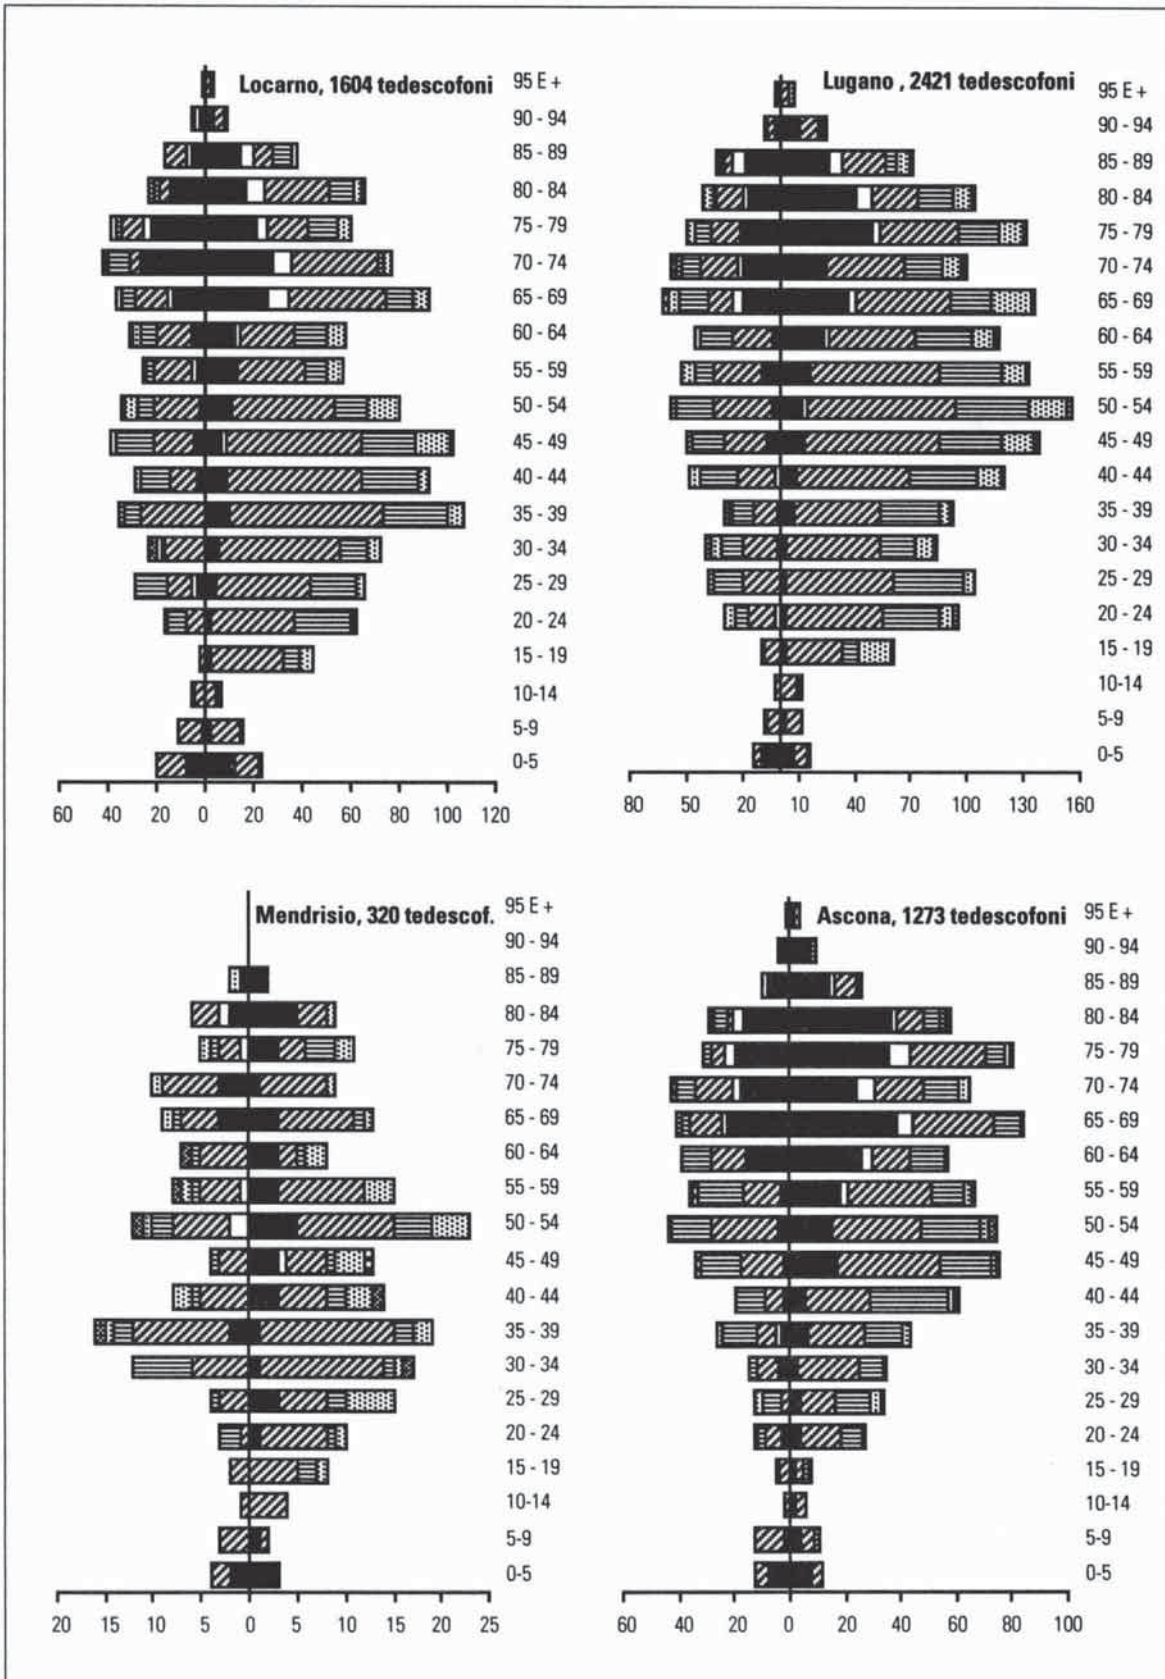 Locarno, 1604 tedescofoni
95 E +
90 - 94
85 - 89
80 - 84
75 - 79
70 - 74
65 - 69
60 - 64
55 - 59
50 - 54
45 - 49
40 - 44
35 - 39
30 - 34
25 - 29
20 - 24
15 - 19
10-14
5-9
0-5
60 40 20 0 20 40 60 80 100 120
Lugano , 2421 tedescofoni
95 E +
90 - 94
85 - 89
80 - 84
75 - 79
70 - 74
65 - 69
60 - 64
55 - 59
50 - 54
45 - 49
40 - 44
35 - 39
30 - 34
25 - 29
20 - 24
15 - 19
10-14
5-9
0-5
80 50 20 10 40 70 100 130 160
Mendrisio, 320 tedescof.
95 E +
90 - 94
85 - 89
80 - 84
75 - 79
70 - 74
65 - 69
60 - 64
55 - 59
50 - 54
45 - 49
40 - 44
35 - 39
30 - 34
25 - 29
20 - 24
15 - 19
10-14
5-9
0-5
20 15 10 5 0 5 10 15 20 25
Ascona, 1273 tedescofoni
95 E +
90 - 94
85 - 89
80 - 84
75 - 79
70 - 74
65 - 69
60 - 64
55 - 59
50 - 54
45 - 49
40 - 44
35 - 39
30 - 34
25 - 29
20 - 24
15 - 19
10-14
5-9
0-5
60 40 20 0 20 40 60 80 100